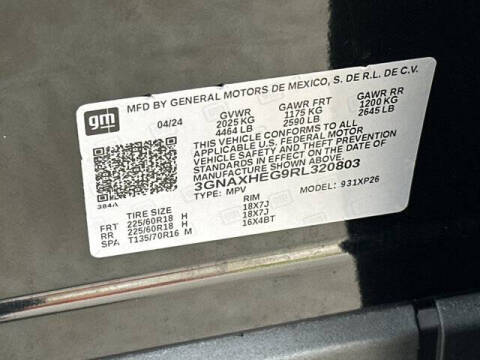 gm
MFD BY GENERAL MOTORS DE MEXICO, S. DE R.L. DE C.V.
04/24 GVWR GAWR FRT GAWR RR
2025 KG 1175 KG 1200 KG
4464 LB 2590 LB 2645 LB
THIS VEHICLE CONFORMS TO ALL
APPLICABLE U.S. FEDERAL MOTOR
VEHICLE SAFETY AND THEFT PREVENTION
STANDARDS IN EFFECT ON THE DATE OF
MANUFACTURE SHOWN ABOVE.
3GNAXHEG9RL320803
TYPE: MPV MODEL: 931XP26
384A
TIRE SIZE RIM
FRT 225/60R18 H 18X7J
RR 225/60R18 H 18X7J
SPA T135/70R16 M 16X4BT